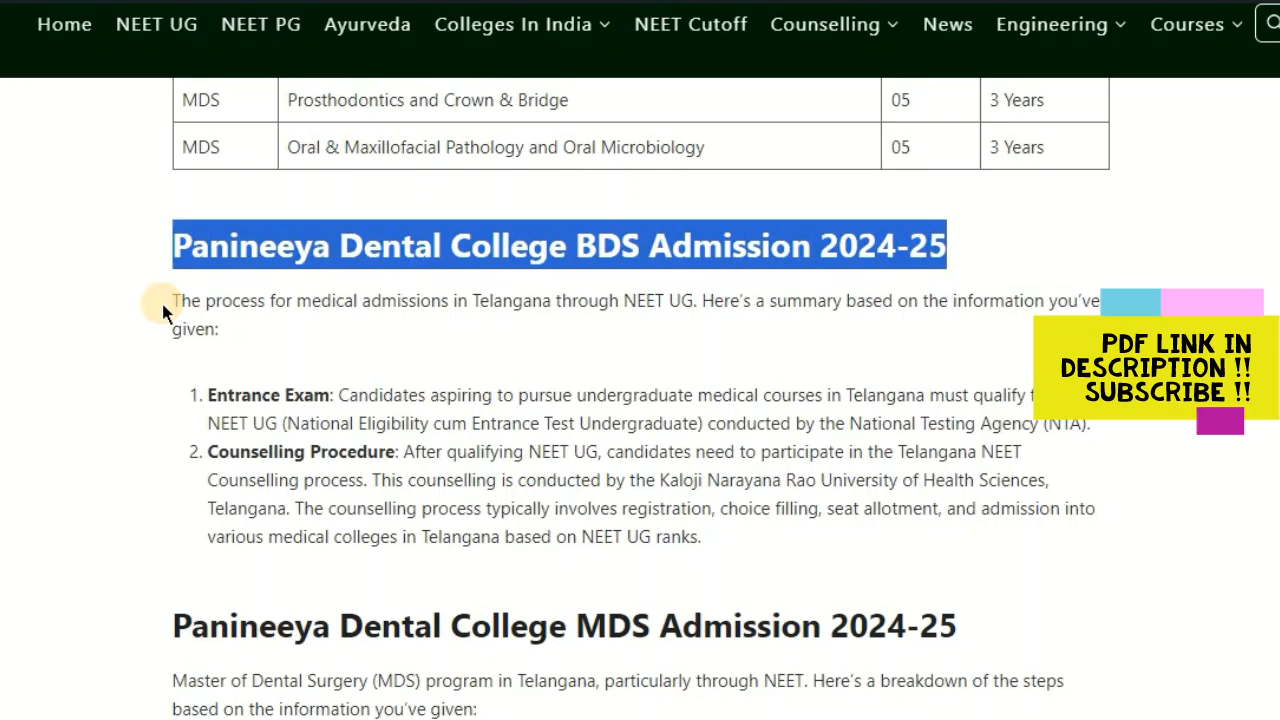 Home NEET UG NEET PG Ayurveda Colleges In India NEET Cutoff Counselling News Engineering Courses
MDS Prosthodontics and Crown & Bridge 05 3 Years
MDS Oral & Maxillofacial Pathology and Oral Microbiology 05 3 Years
Panineeya Dental College BDS Admission 2024-25
The process for medical admissions in Telangana through NEET UG. Here's a summary based on the information you've
given:
PDF LINK IN
DESCRIPTION !!
SUBSCRIBE !!
1. Entrance Exam: Candidates aspiring to pursue undergraduate medical courses in Telangana must qualify
NEET UG (National Eligibility cum Entrance Test Undergraduate) conducted by the National Testing Agency (NTA).
2. Counselling Procedure: After qualifying NEET UG, candidates need to participate in the Telangana NEET
Counselling process. This counselling is conducted by the Kaloji Narayana Rao University of Health Sciences,
Telangana. The counselling process typically involves registration, choice filling, seat allotment, and admission into
various medical colleges in Telangana based on NEET UG ranks.
Panineeya Dental College MDS Admission 2024-25
Master of Dental Surgery (MDS) program in Telangana, particularly through NEET. Here's a breakdown of the steps
based on the information you've given: